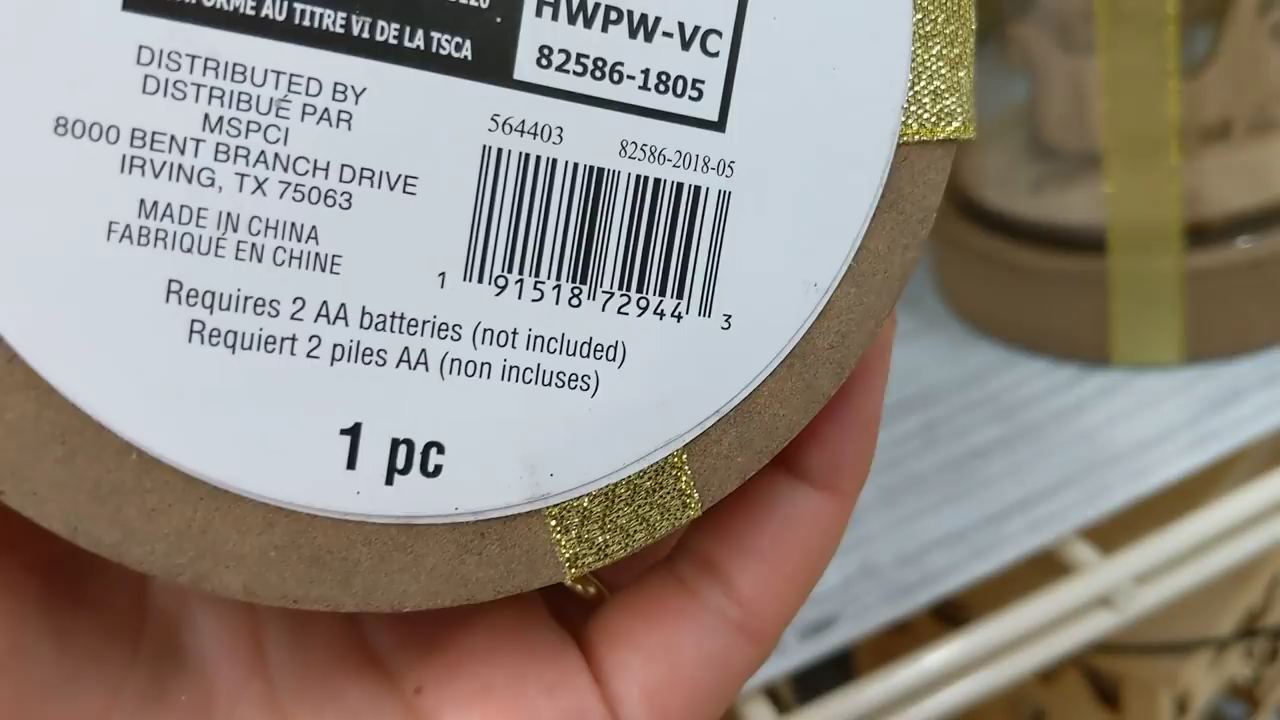 AU TITRE VI DE LA TSCA
HWPW-VC
82586-1805
DISTRIBUTED BY
DISTRIBUÉ PAR
MSPCI
8000 BENT BRANCH DRIVE
IRVING, TX 75063
MADE IN CHINA
FABRIQUÉ EN CHINE
564403
82586-2018-05
1 91518 72944 3
Requires 2 AA batteries (not included)
Requiert 2 piles AA (non incluses)
1 pc